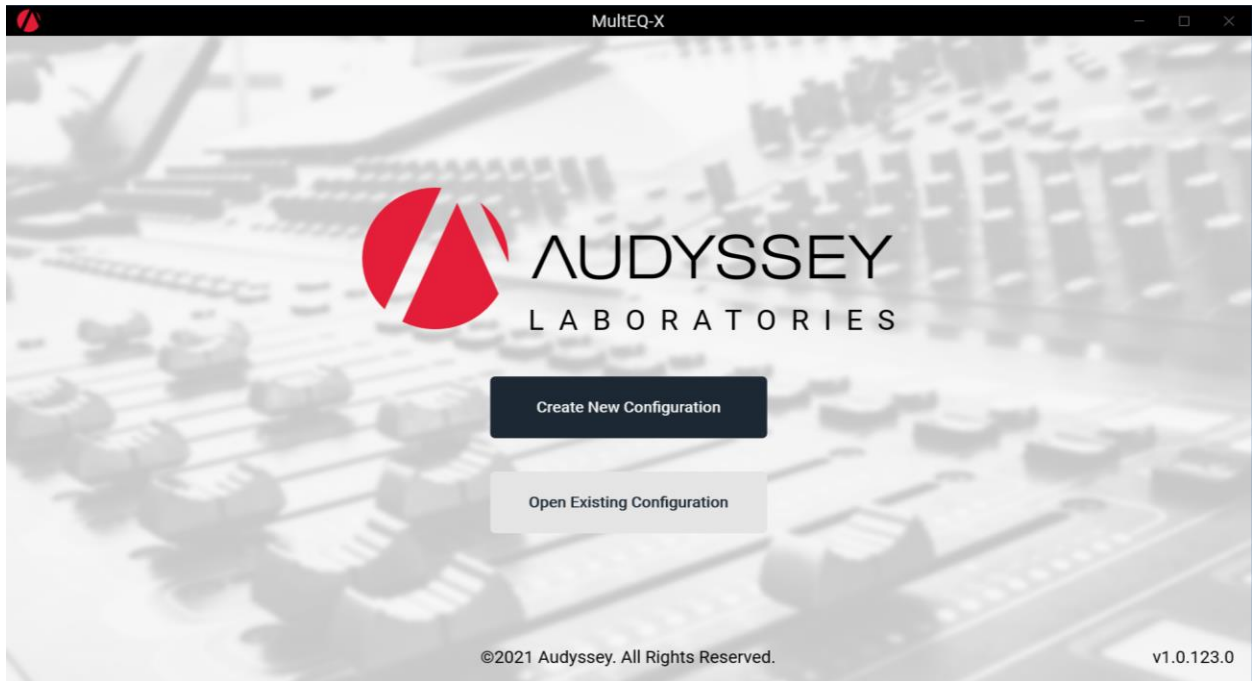 MultEQ-X
AUDYSSEY
LABORATORIES
Create New Configuration
Open Existing Configuration
©2021 Audyssey. All Rights Reserved.
v1.0.123.0